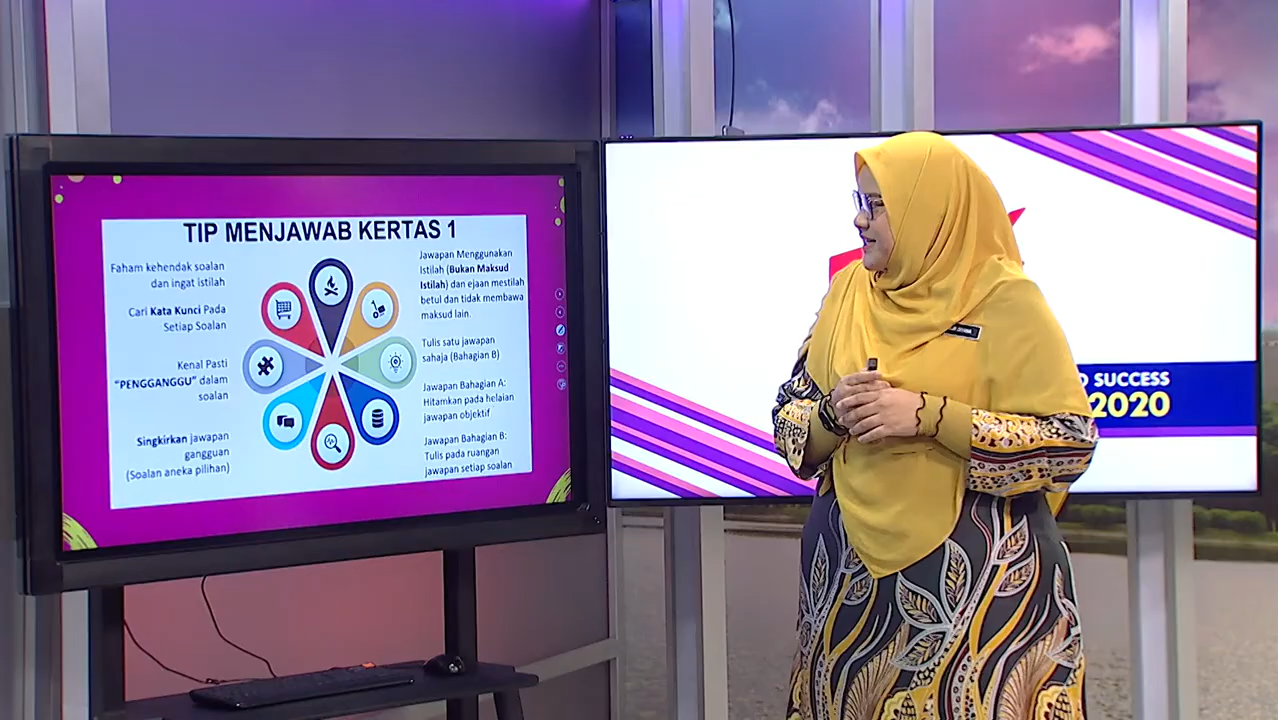 TIP MENJAWAB KERTAS 1
Faham kehendak soalan
dan ingat istilah
Cari Kata Kunci Pada
Setiap Soalan
Kenal Pasti
“PENGGANGGU” dalam
soalan
Singkirkan jawapan
gangguan
(Soalan aneka pilihan)
Jawapan Menggunakan
Istilah (Bukan Maksud
Istilah) dan ejaan mestilah
betul dan tidak membawa
maksud lain.
Tulis satu jawapan
sahaja (Bahagian B)
Jawapan Bahagian A:
Hitamkan pada helaian
jawapan objektif
Jawapan Bahagian B:
Tulis pada ruangan
jawapan setiap soalan
SUCCESS
2020